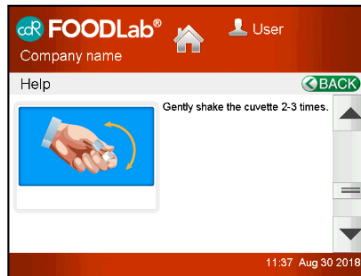 cdR FOODLab®
User
Company name
Help
BACK
Gently shake the cuvette 2-3 times.
11:37 Aug 30 2018